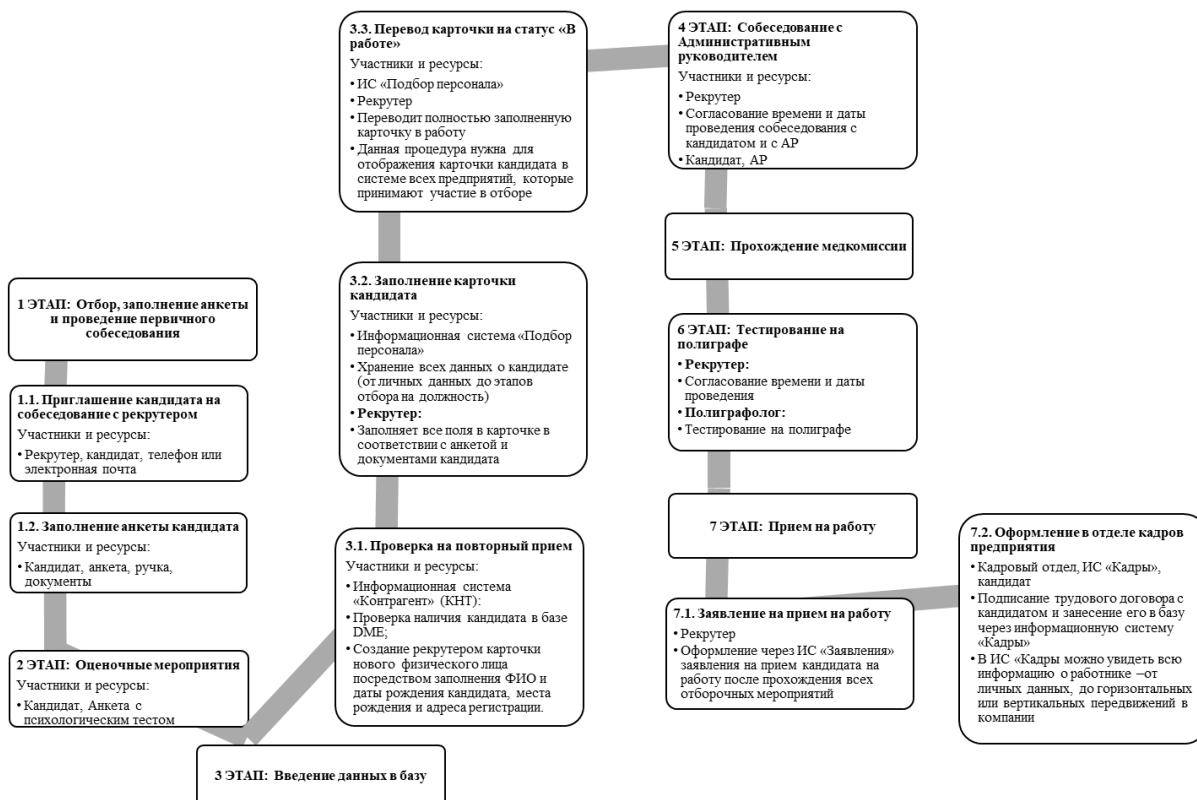 1 ЭТАП: Отбор, заполнение анкеты
и проведение первичного
собеседования
1.1. Приглашение кандидата на
собеседование с рекрутером
Участники и ресурсы:
• Рекрутер, кандидат, телефон или
электронная почта
1.2. Заполнение анкеты кандидата
Участники и ресурсы:
• Кандидат, анкета, ручка,
документы
2 ЭТАП: Оценочные мероприятия
Участники и ресурсы:
• Кандидат, Анкета с
психологическим тестом
3 ЭТАП: Введение данных в базу
3.1. Проверка на повторный прием
Участники и ресурсы:
• Информационная система
«Контрагент» (КНТ):
• Проверка наличия кандидата в базе
DME;
• Создание рекрутером карточки
нового физического лица
посредством заполнения ФИО и
даты рождения кандидата, места
рождения и адреса регистрации.
3.2. Заполнение карточки
кандидата
Участники и ресурсы:
• Информационная система «Подбор
персонала»
• Хранение всех данных о кандидате
(от личных данных до этапов
отбора на должность)
• Рекрутер:
• Заполняет все поля в карточке в
соответствии с анкетой и
документами кандидата
3.3. Перевод карточки на статус «В
работе»
Участники и ресурсы:
• ИС «Подбор персонала»
• Рекрутер
• Переводит полностью заполненную
карточку в работу
• Данная процедура нужна для
отображения карточки кандидата в
системе всех предприятий, которые
принимают участие в отборе
4 ЭТАП: Собеседование с
Административным
руководителем
Участники и ресурсы:
• Рекрутер
• Согласование времени и даты
проведения собеседования с
кандидатом и с АР
• Кандидат, АР
5 ЭТАП: Прохождение медкомиссии
6 ЭТАП: Тестирование на
полиграфе
• Рекрутер:
• Согласование времени и даты
проведения
• Полиграфолог:
• Тестирование на полиграфе
7 ЭТАП: Прием на работу
7.1. Заявление на прием на работу
• Рекрутер
• Оформление через ИС «Заявления»
заявления на прием кандидата на
работу после прохождения всех
отборочных мероприятий
7.2. Оформление в отделе кадров
предприятия
• Кадровый отдел, ИС «Кадры»,
кандидат
• Подписание трудового договора с
кандидатом и занесение его в базу
через информационную систему
«Кадры»
• В ИС «Кадры можно увидеть всю
информацию о работнике –от
личных данных, до горизонтальных
или вертикальных передвижений в
компании